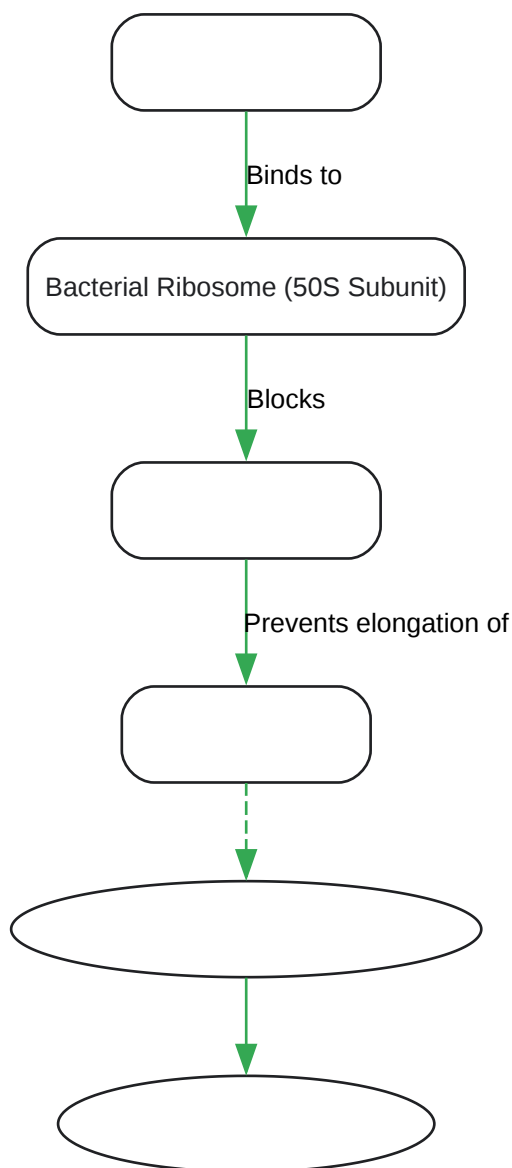 Binds to
Bacterial Ribosome (50S Subunit)
Blocks
Prevents elongation of